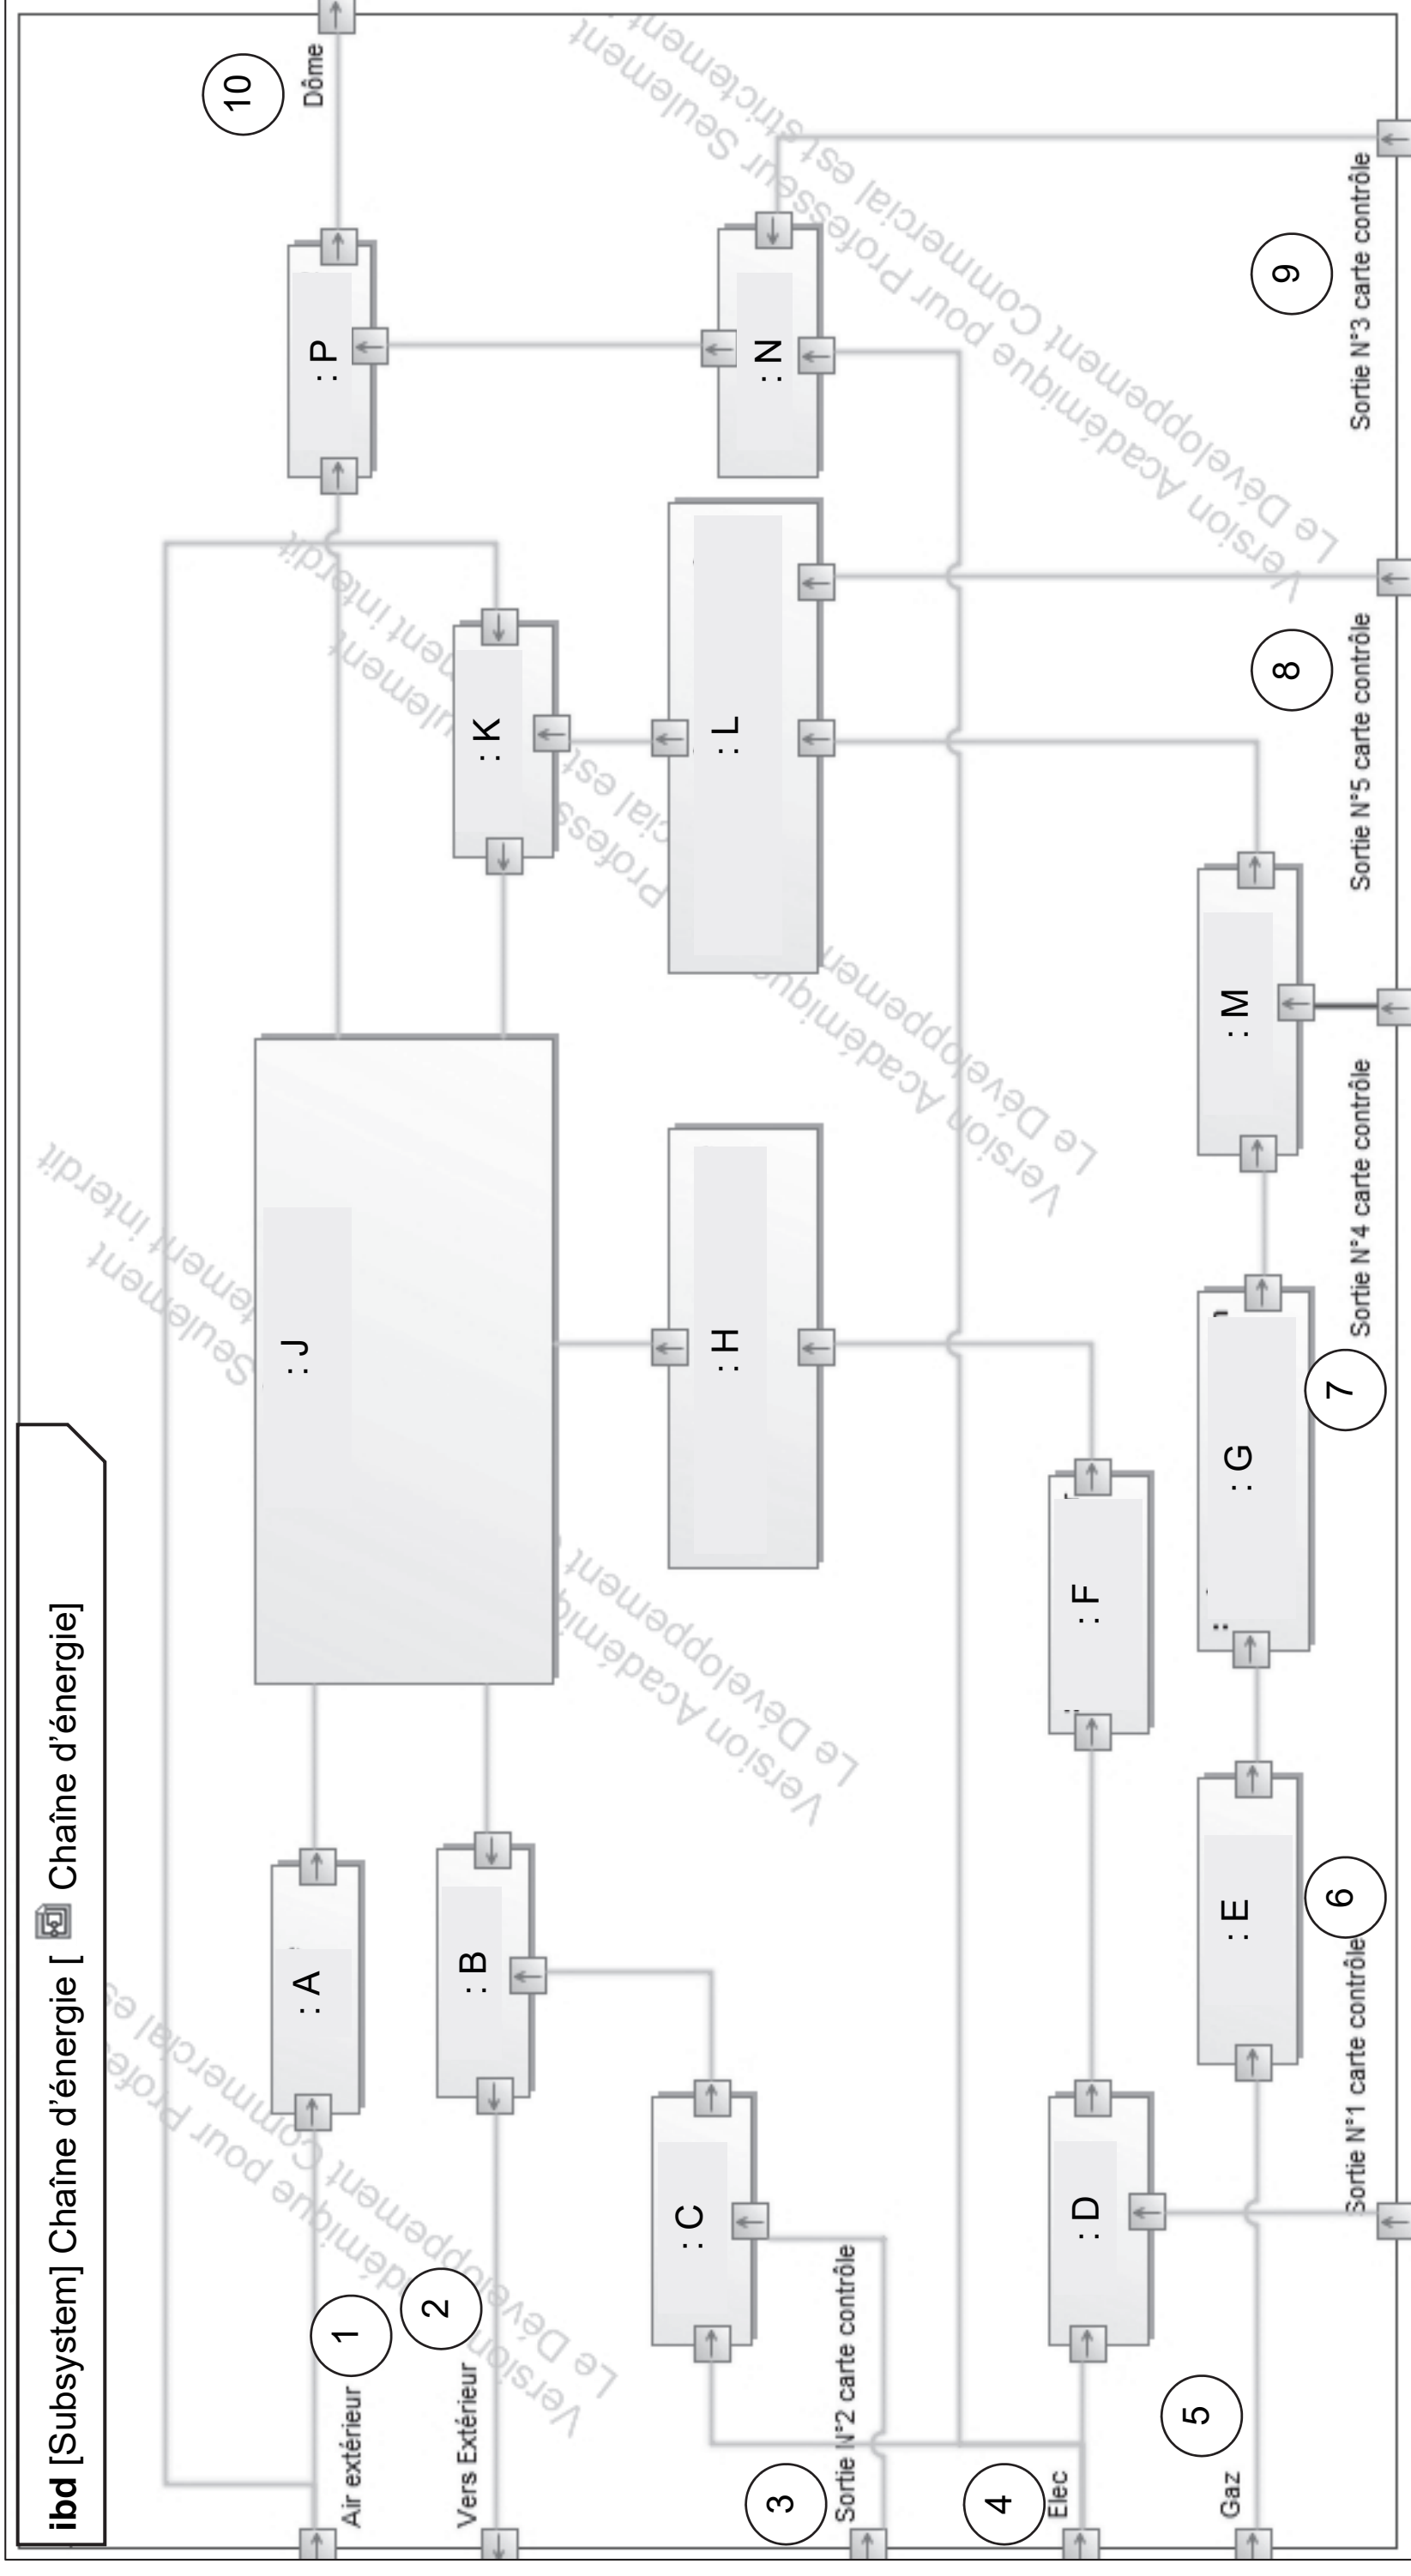 ibd [Subsystem] Chaîne d'énergie [ Chaîne d'énergie]
10
Dôme
: P
: A
: J
1
Air extérieur
2
Vers Extérieur
: B
: K
: C
: H
: L
: N
3
Sortie N°2 carte contrôle
4
Elec
: D
: F
5
Gaz
: E
: G
: M
6
7
8
9
Sortie N°1 carte contrôle
Sortie N°4 carte contrôle
Sortie N°5 carte contrôle
Sortie N°3 carte contrôle
Version Académique pour Professeur Seulement
Le Développement Commercial est strictement interdit